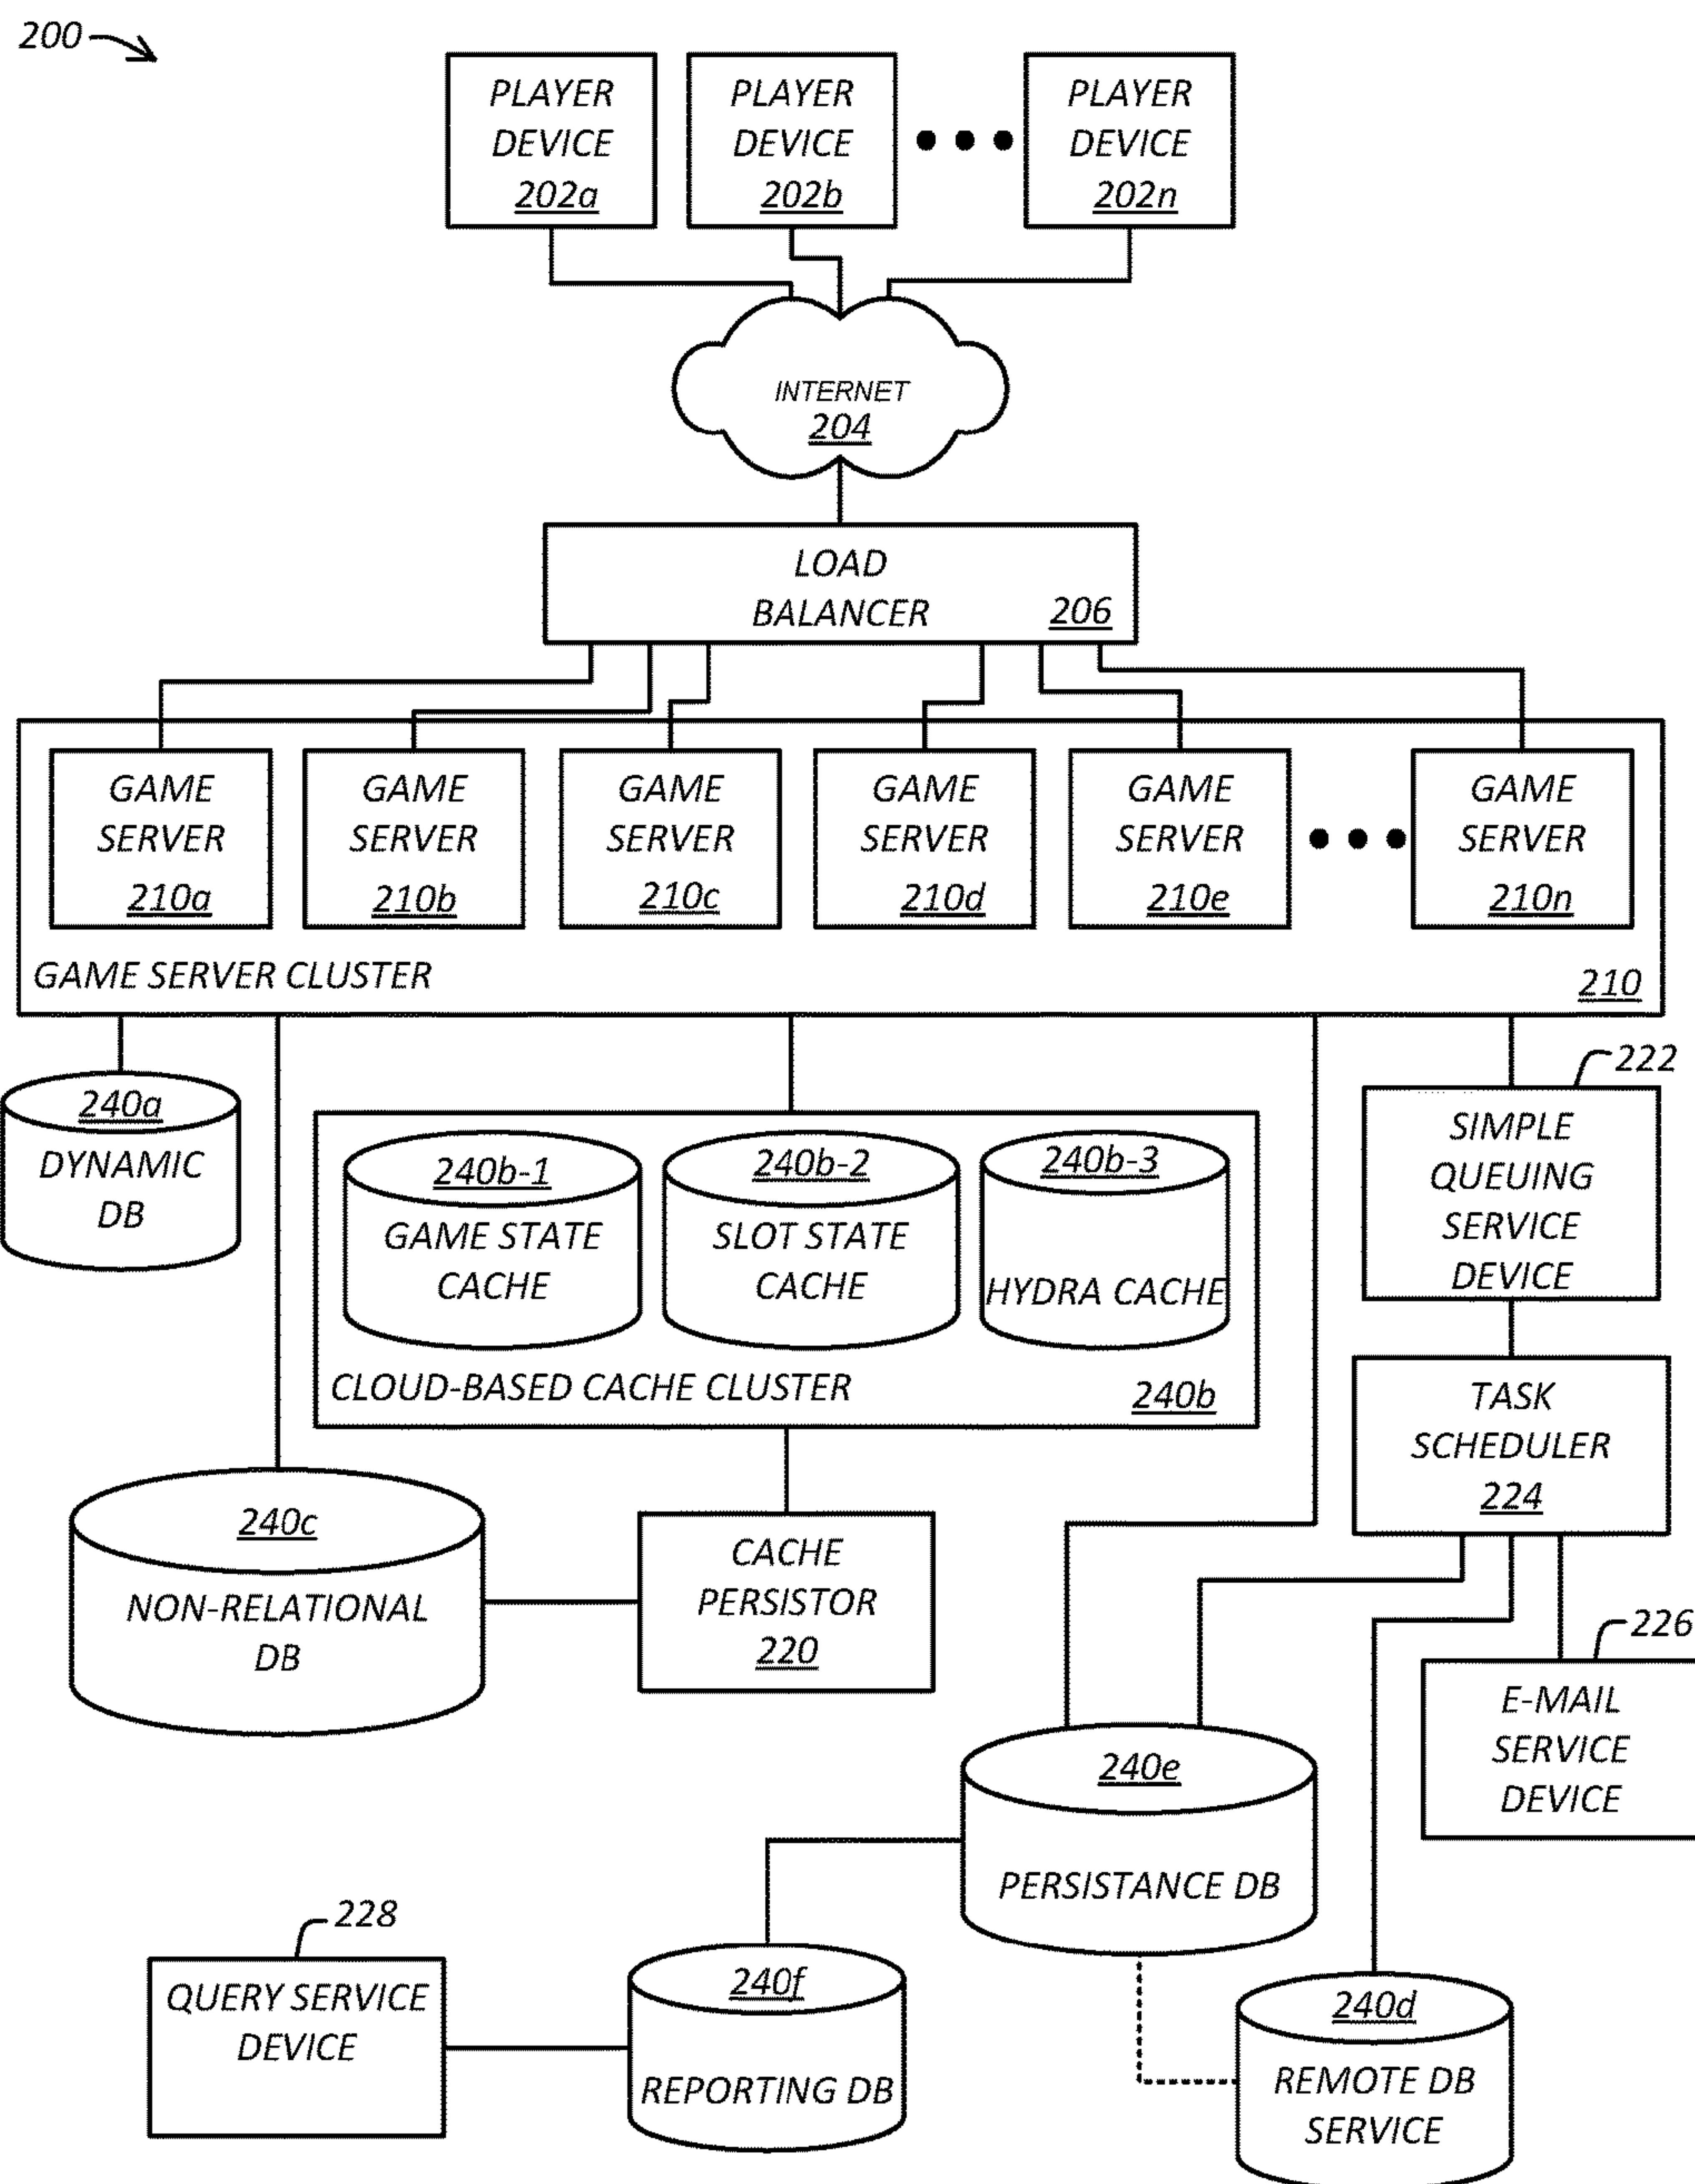 200
PLAYER
DEVICE
202a
PLAYER
DEVICE
202b
PLAYER
DEVICE
202n
INTERNET
204
LOAD
BALANCER
206
GAME
SERVER
210a
GAME
SERVER
210b
GAME
SERVER
210c
GAME
SERVER
210d
GAME
SERVER
210e
GAME
SERVER
210n
GAME SERVER CLUSTER
210
240a
DYNAMIC
DB
240b-1
GAME STATE
CACHE
240b-2
SLOT STATE
CACHE
240b-3
HYDRA CACHE
CLOUD-BASED CACHE CLUSTER
240b
222
SIMPLE
QUEUING
SERVICE
DEVICE
TASK
SCHEDULER
224
240c
NON-RELATIONAL
DB
CACHE
PERSISTOR
220
226
E-MAIL
SERVICE
DEVICE
240e
PERSISTANCE DB
228
QUERY SERVICE
DEVICE
240f
REPORTING DB
240d
REMOTE DB
SERVICE